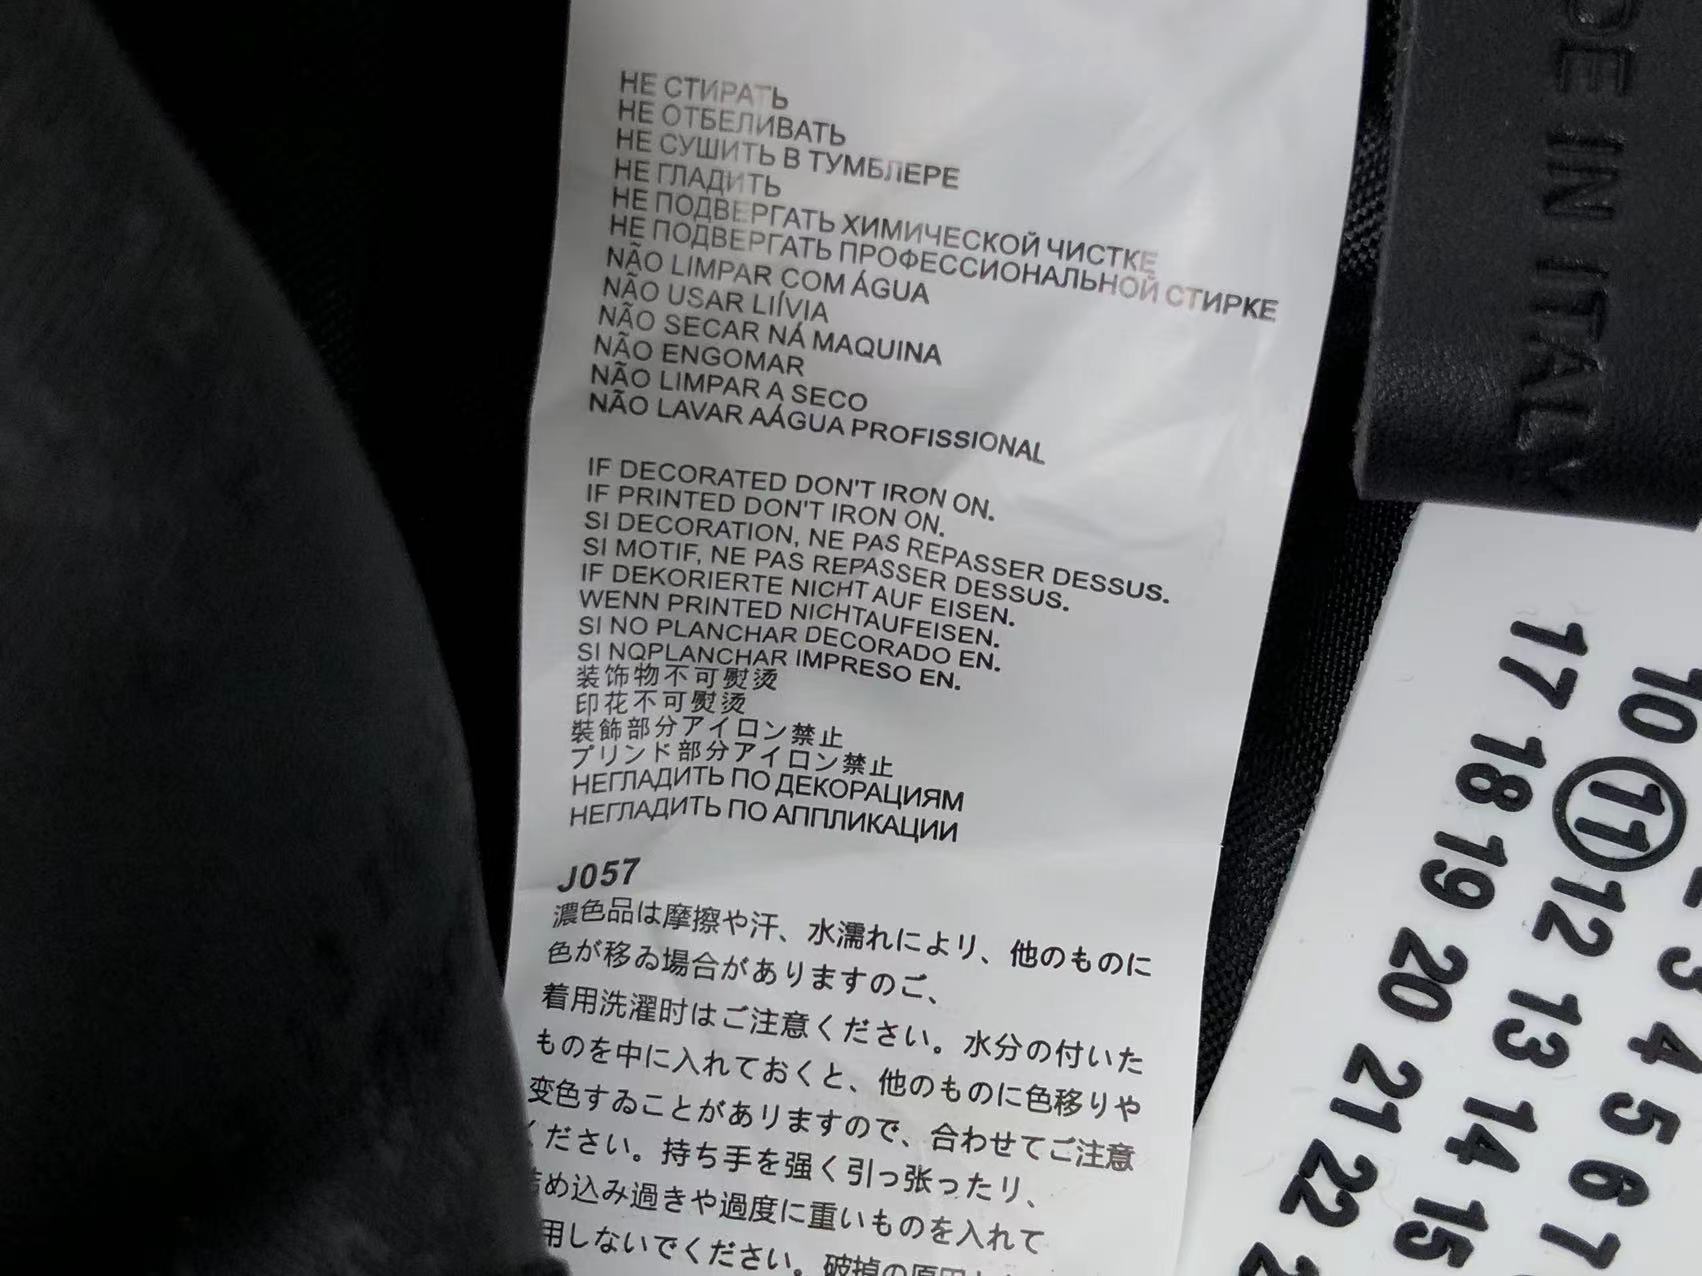 НЕ СТИРАТЬ
НЕ ОТБЕЛИВАТЬ
НЕ СУШИТЬ В ТУМБЛЕРЕ
НЕ ГЛАДИТЬ
НЕ ПОДВЕРГАТЬ ХИМИЧЕСКОЙ ЧИСТКЕ
НЕ ПОДВЕРГАТЬ ПРОФЕССИОНАЛЬНОЙ СТИРКЕ
NÃO LIMPAR COM ÁGUA
NÃO USAR LIÍVIA
NÃO SECAR NÁ MAQUINA
NÃO ENGOMAR
NÃO LIMPAR A SECO
NÃO LAVAR AÁGUA PROFISSIONAL
IF DECORATED DON'T IRON ON.
IF PRINTED DON'T IRON ON.
SI DECORATION, NE PAS REPASSER DESSUS.
SI MOTIF, NE PAS REPASSER DESSUS.
IF DEKORIERTE NICHT AUF EISEN.
WENN PRINTED NICHTAUFEISEN.
SI NO PLANCHAR DECORADO EN.
SI NQPLANCHAR IMPRESO EN.
装饰物不可熨烫
印花不可熨烫
裝飾部分アイロン禁止
プリンド部分アイロン禁止
НЕГЛАДИТЬ ПО ДЕКОРАЦИЯМ
НЕГЛАДИТЬ ПО АППЛИКАЦИИ
J057
濃色品は摩擦や汗、水濡れにより、他のものに
色が移ゐ場合がありますのご、
着用洗濯时はご注意ください。水分の付いた
ものを中に入れておくと、他のものに色移りや
变色すゐことがありますので、合わせてご注意
ください。持ち手を强く引っ张ったり、
め込み過きや過度に重いものを入れて
用しないでください。破損の原因
DE IN ITALY
10 11 12 13 14 15
17 18 19 20 21 22
3 4 5 6 7